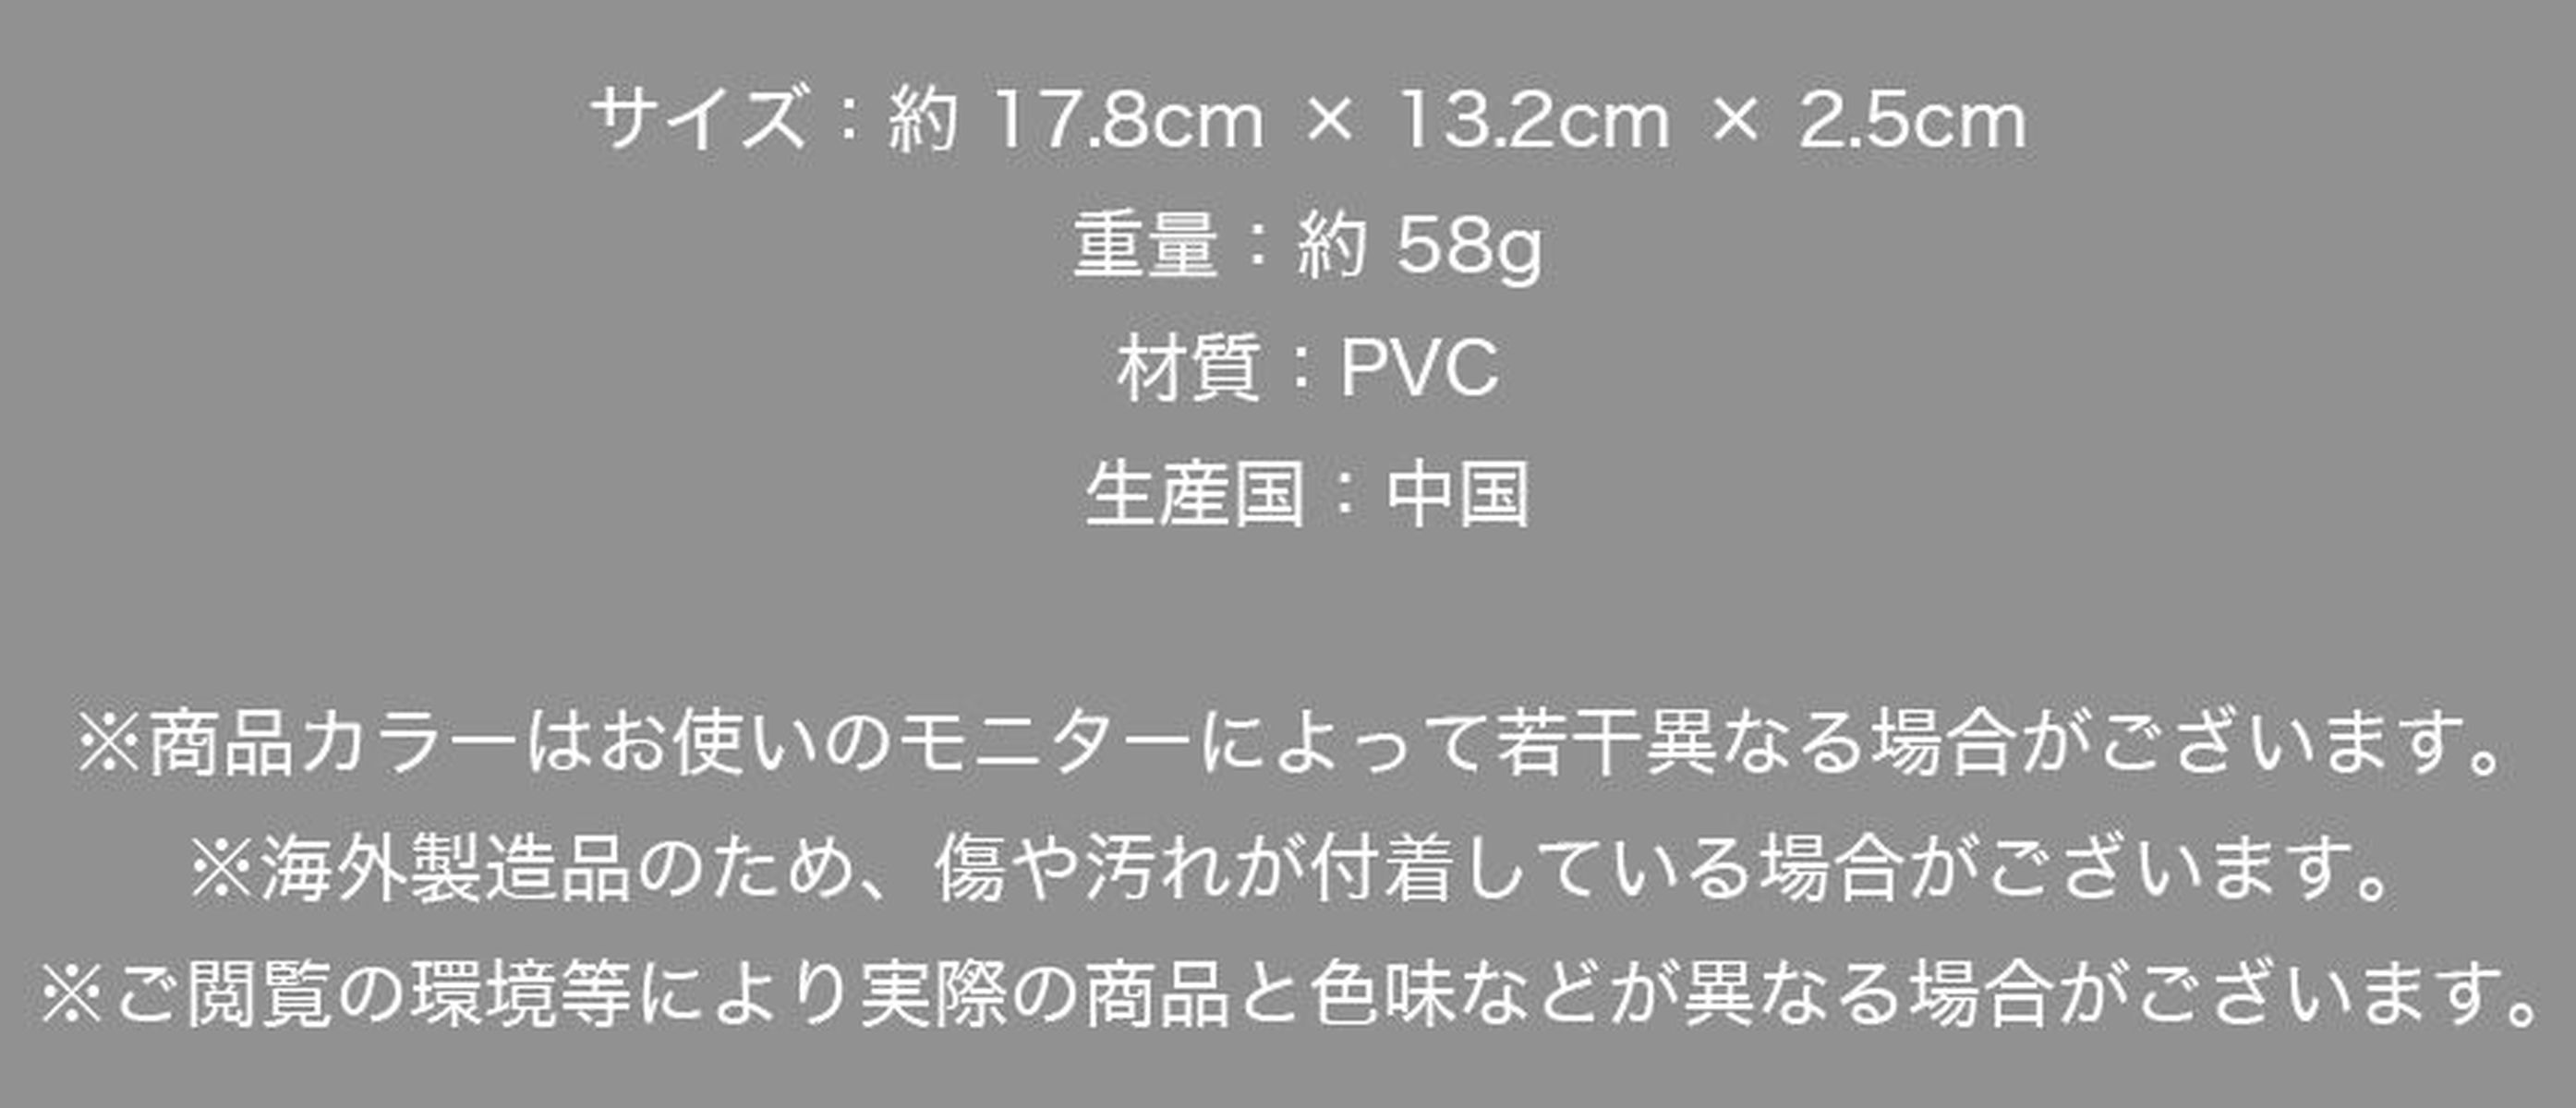 サイズ：約 17.8cm × 13.2cm × 2.5cm
重量：約 58g
材質：PVC
生産国：中国
※商品カラーはお使いのモニターによって若干異なる場合がございます。
※海外製造品のため、傷や汚れが付着している場合がございます。
※ご閲覧の環境等により実際の商品と色味などが異なる場合がございます。